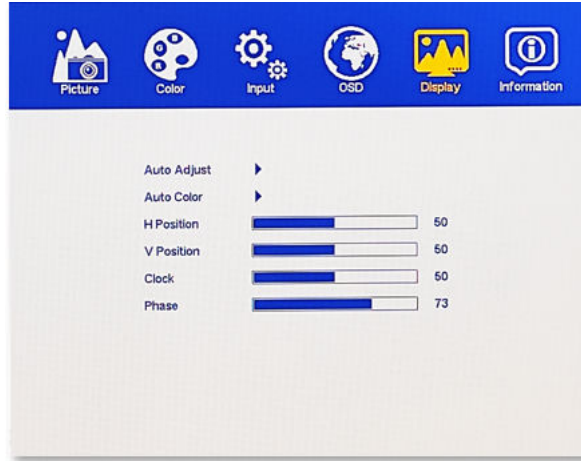 Picture Color Input OSD Display Information
Auto Adjust
Auto Color
H Position 50
V Position 50
Clock 50
Phase 73